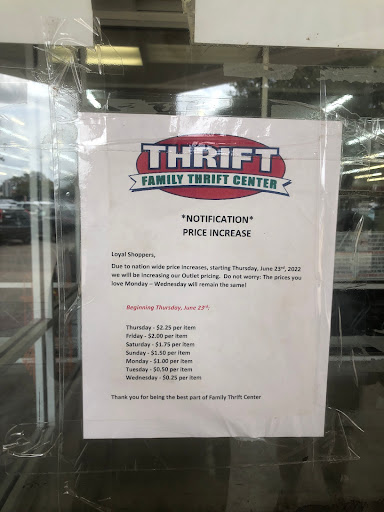 THRIFT
FAMILY THRIFT CENTER
*NOTIFICATION*
PRICE INCREASE
Loyal Shoppers,
Due to nation wide price increases, starting Thursday, June 23rd, 2022
we will be increasing our Outlet pricing. Do not worry: The prices you
love Monday – Wednesday will remain the same!
Beginning Thursday, June 23rd:
Thursday - $2.25 per item
Friday - $2.00 per item
Saturday - $1.75 per item
Sunday - $1.50 per item
Monday - $1.00 per item
Tuesday - $0.50 per item
Wednesday - $0.25 per item
Thank you for being the best part of Family Thrift Center